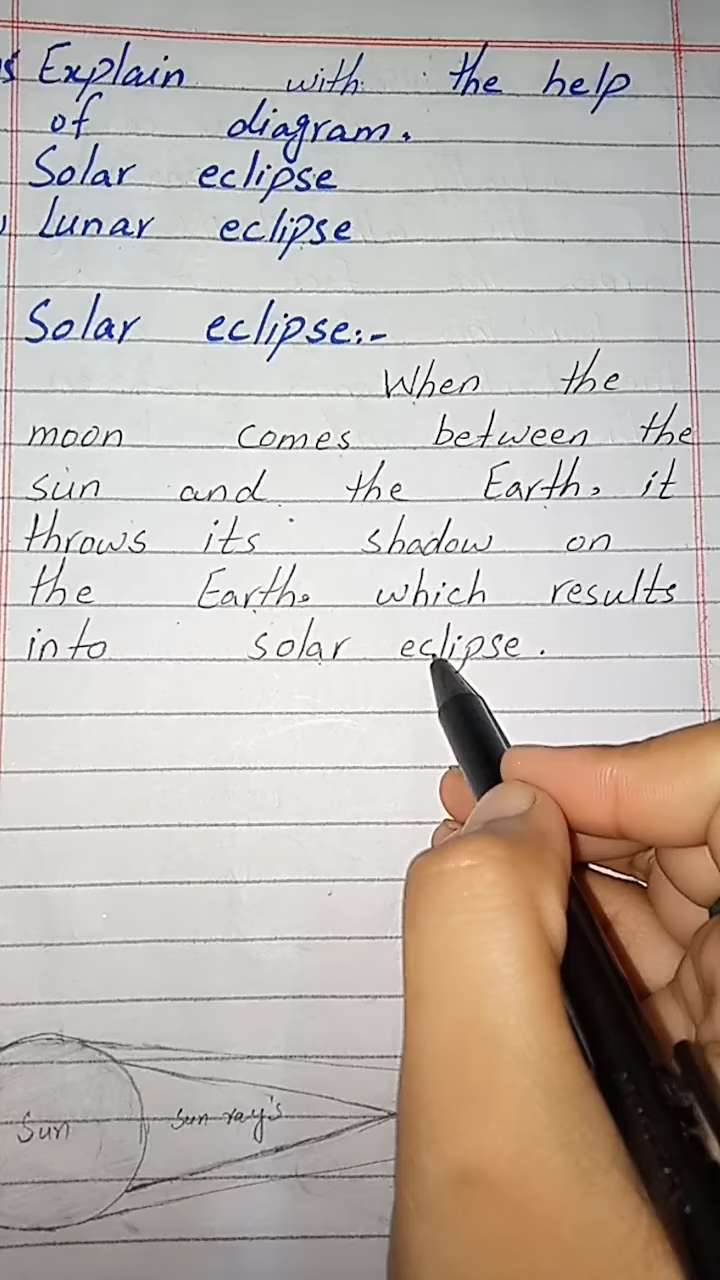 Explain with the help
of diagram.
Solar eclipse
Lunar eclipse
Solar eclipse:-
When the
moon comes between the
sun and the Earth, it
throws its shadow on
the Earth. which results
into solar eclipse.
Sun
Sun ray's